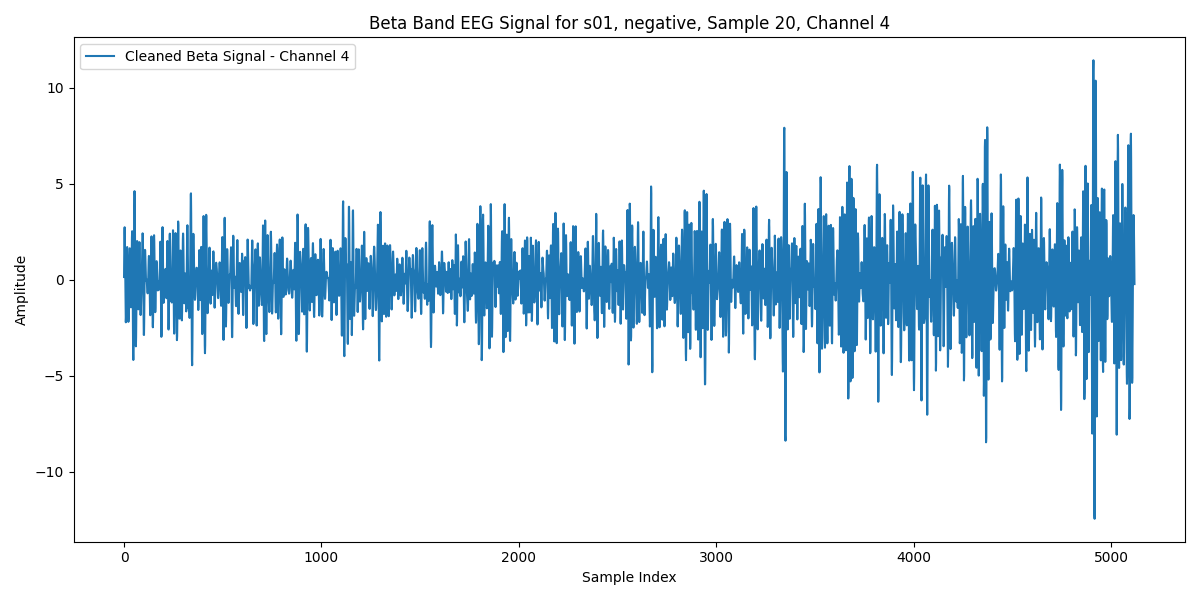 Beta Band EEG Signal for s01, negative, Sample 20, Channel 4
Cleaned Beta Signal - Channel 4
Amplitude
10
5
0
−5
−10
0 1000 2000 3000 4000 5000
Sample Index